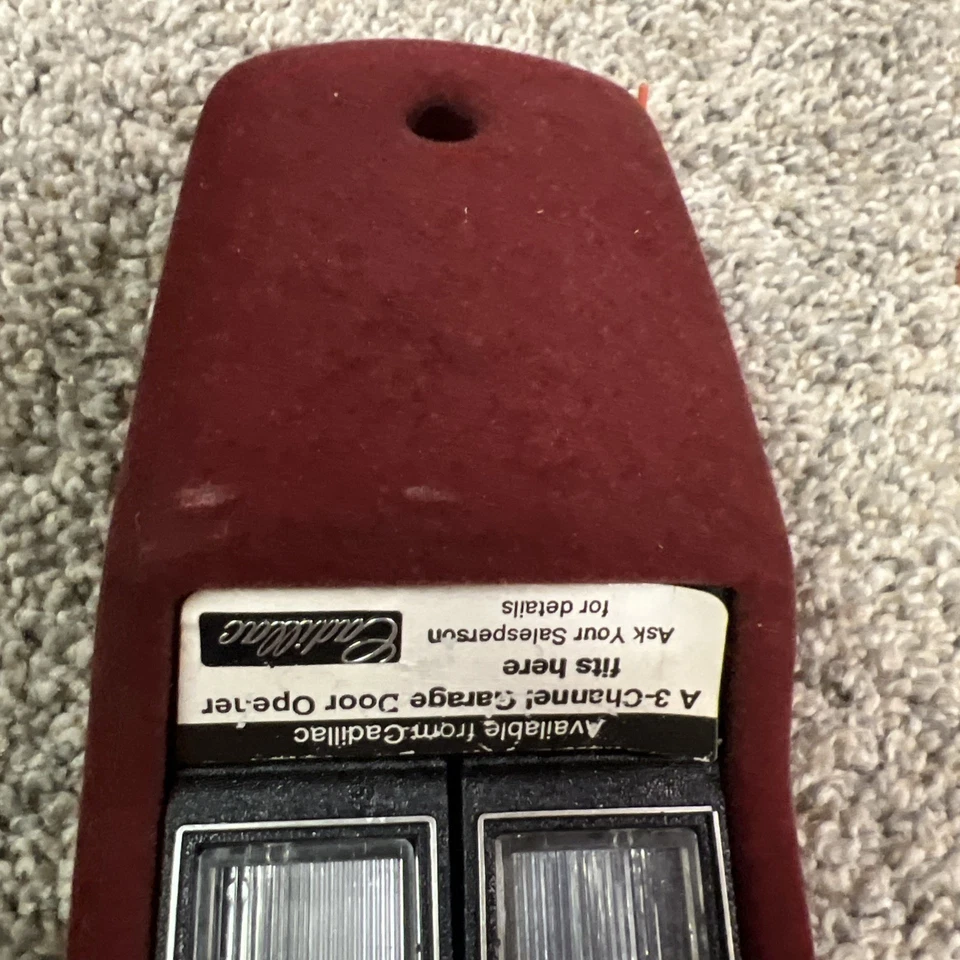 Available from Cadillac
A 3-Channel Garage Door Opener
fits here
Ask Your Salesperson
for details
Cadillac